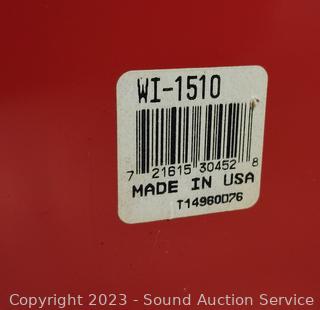 WI-1510
7 21615 30452 8
MADE IN USA
T14960D76
Copyright © 2023 - Sound Auction Service